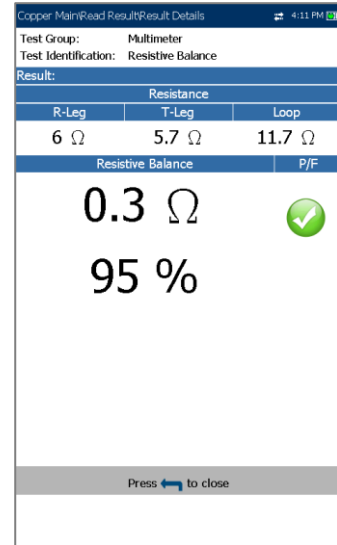 Copper Main\Read Result\Result Details 4:11 PM
Test Group: Multimeter
Test Identification: Resistive Balance
Result:
Resistance
R-Leg T-Leg Loop
6 Ω 5.7 Ω 11.7 Ω
Resistive Balance P/F
0.3 Ω
95 %
Press to close